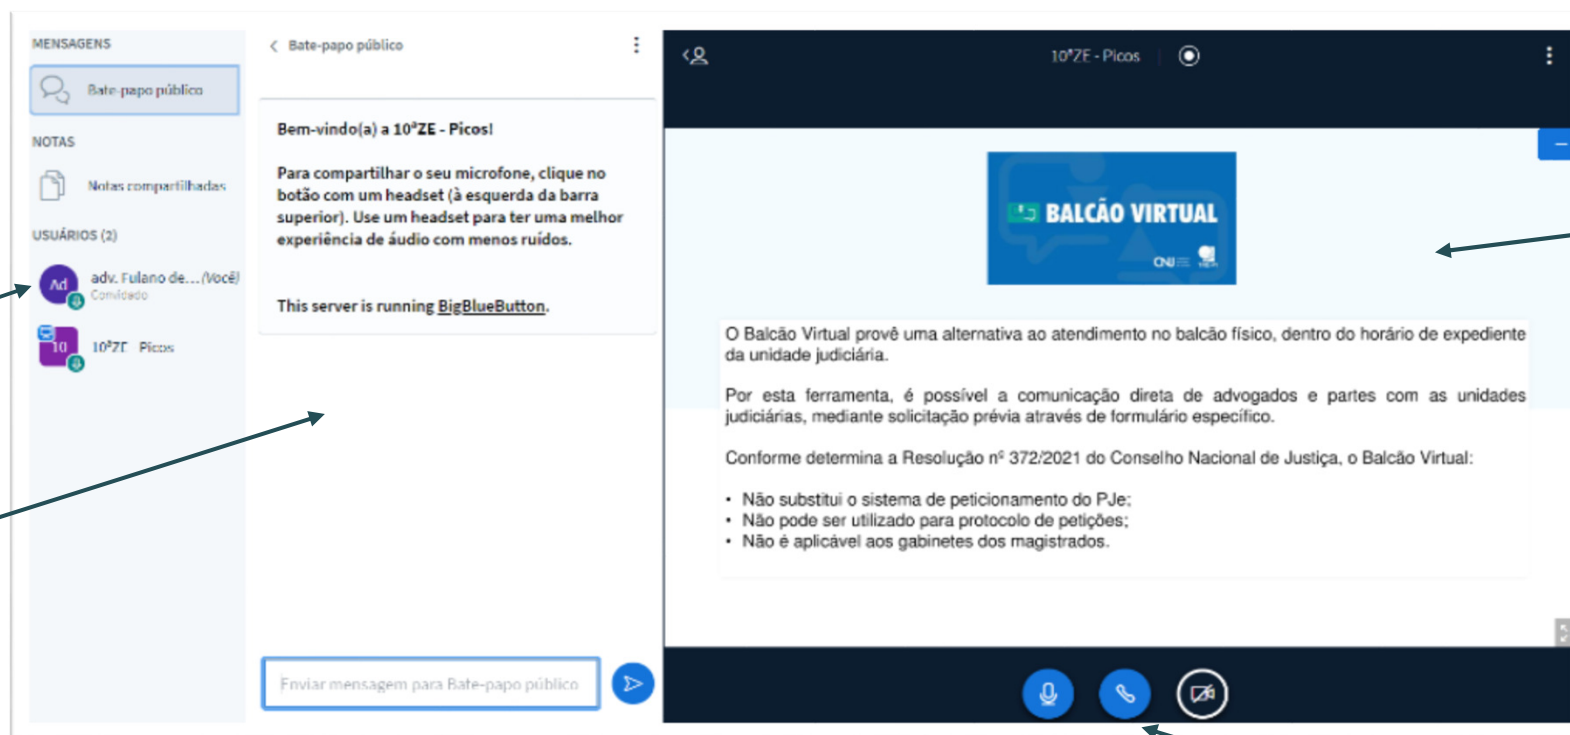 MENSAGENS
Bate-papo público
NOTAS
Notas compartilhadas
USUÁRIOS (2)
Ad
adv. Fulano de... (Você)
Convidado
10
10ªZE Picos
Bate-papo público
Bem-vindo(a) a 10ªZE - Picos!
Para compartilhar o seu microfone, clique no
botão com um headset (à esquerda da barra
superior). Use um headset para ter uma melhor
experiência de áudio com menos ruídos.
This server is running BigBlueButton.
Enviar mensagem para Bate-papo público
10ªZE - Picos
BALCÃO VIRTUAL
CNJ
O Balcão Virtual provê uma alternativa ao atendimento no balcão físico, dentro do horário de expediente
da unidade judiciária.
Por esta ferramenta, é possível a comunicação direta de advogados e partes com as unidades
judiciárias, mediante solicitação prévia através de formulário específico.
Conforme determina a Resolução nº 372/2021 do Conselho Nacional de Justiça, o Balcão Virtual:
• Não substitui o sistema de peticionamento do PJe;
• Não pode ser utilizado para protocolo de petições;
• Não é aplicável aos gabinetes dos magistrados.